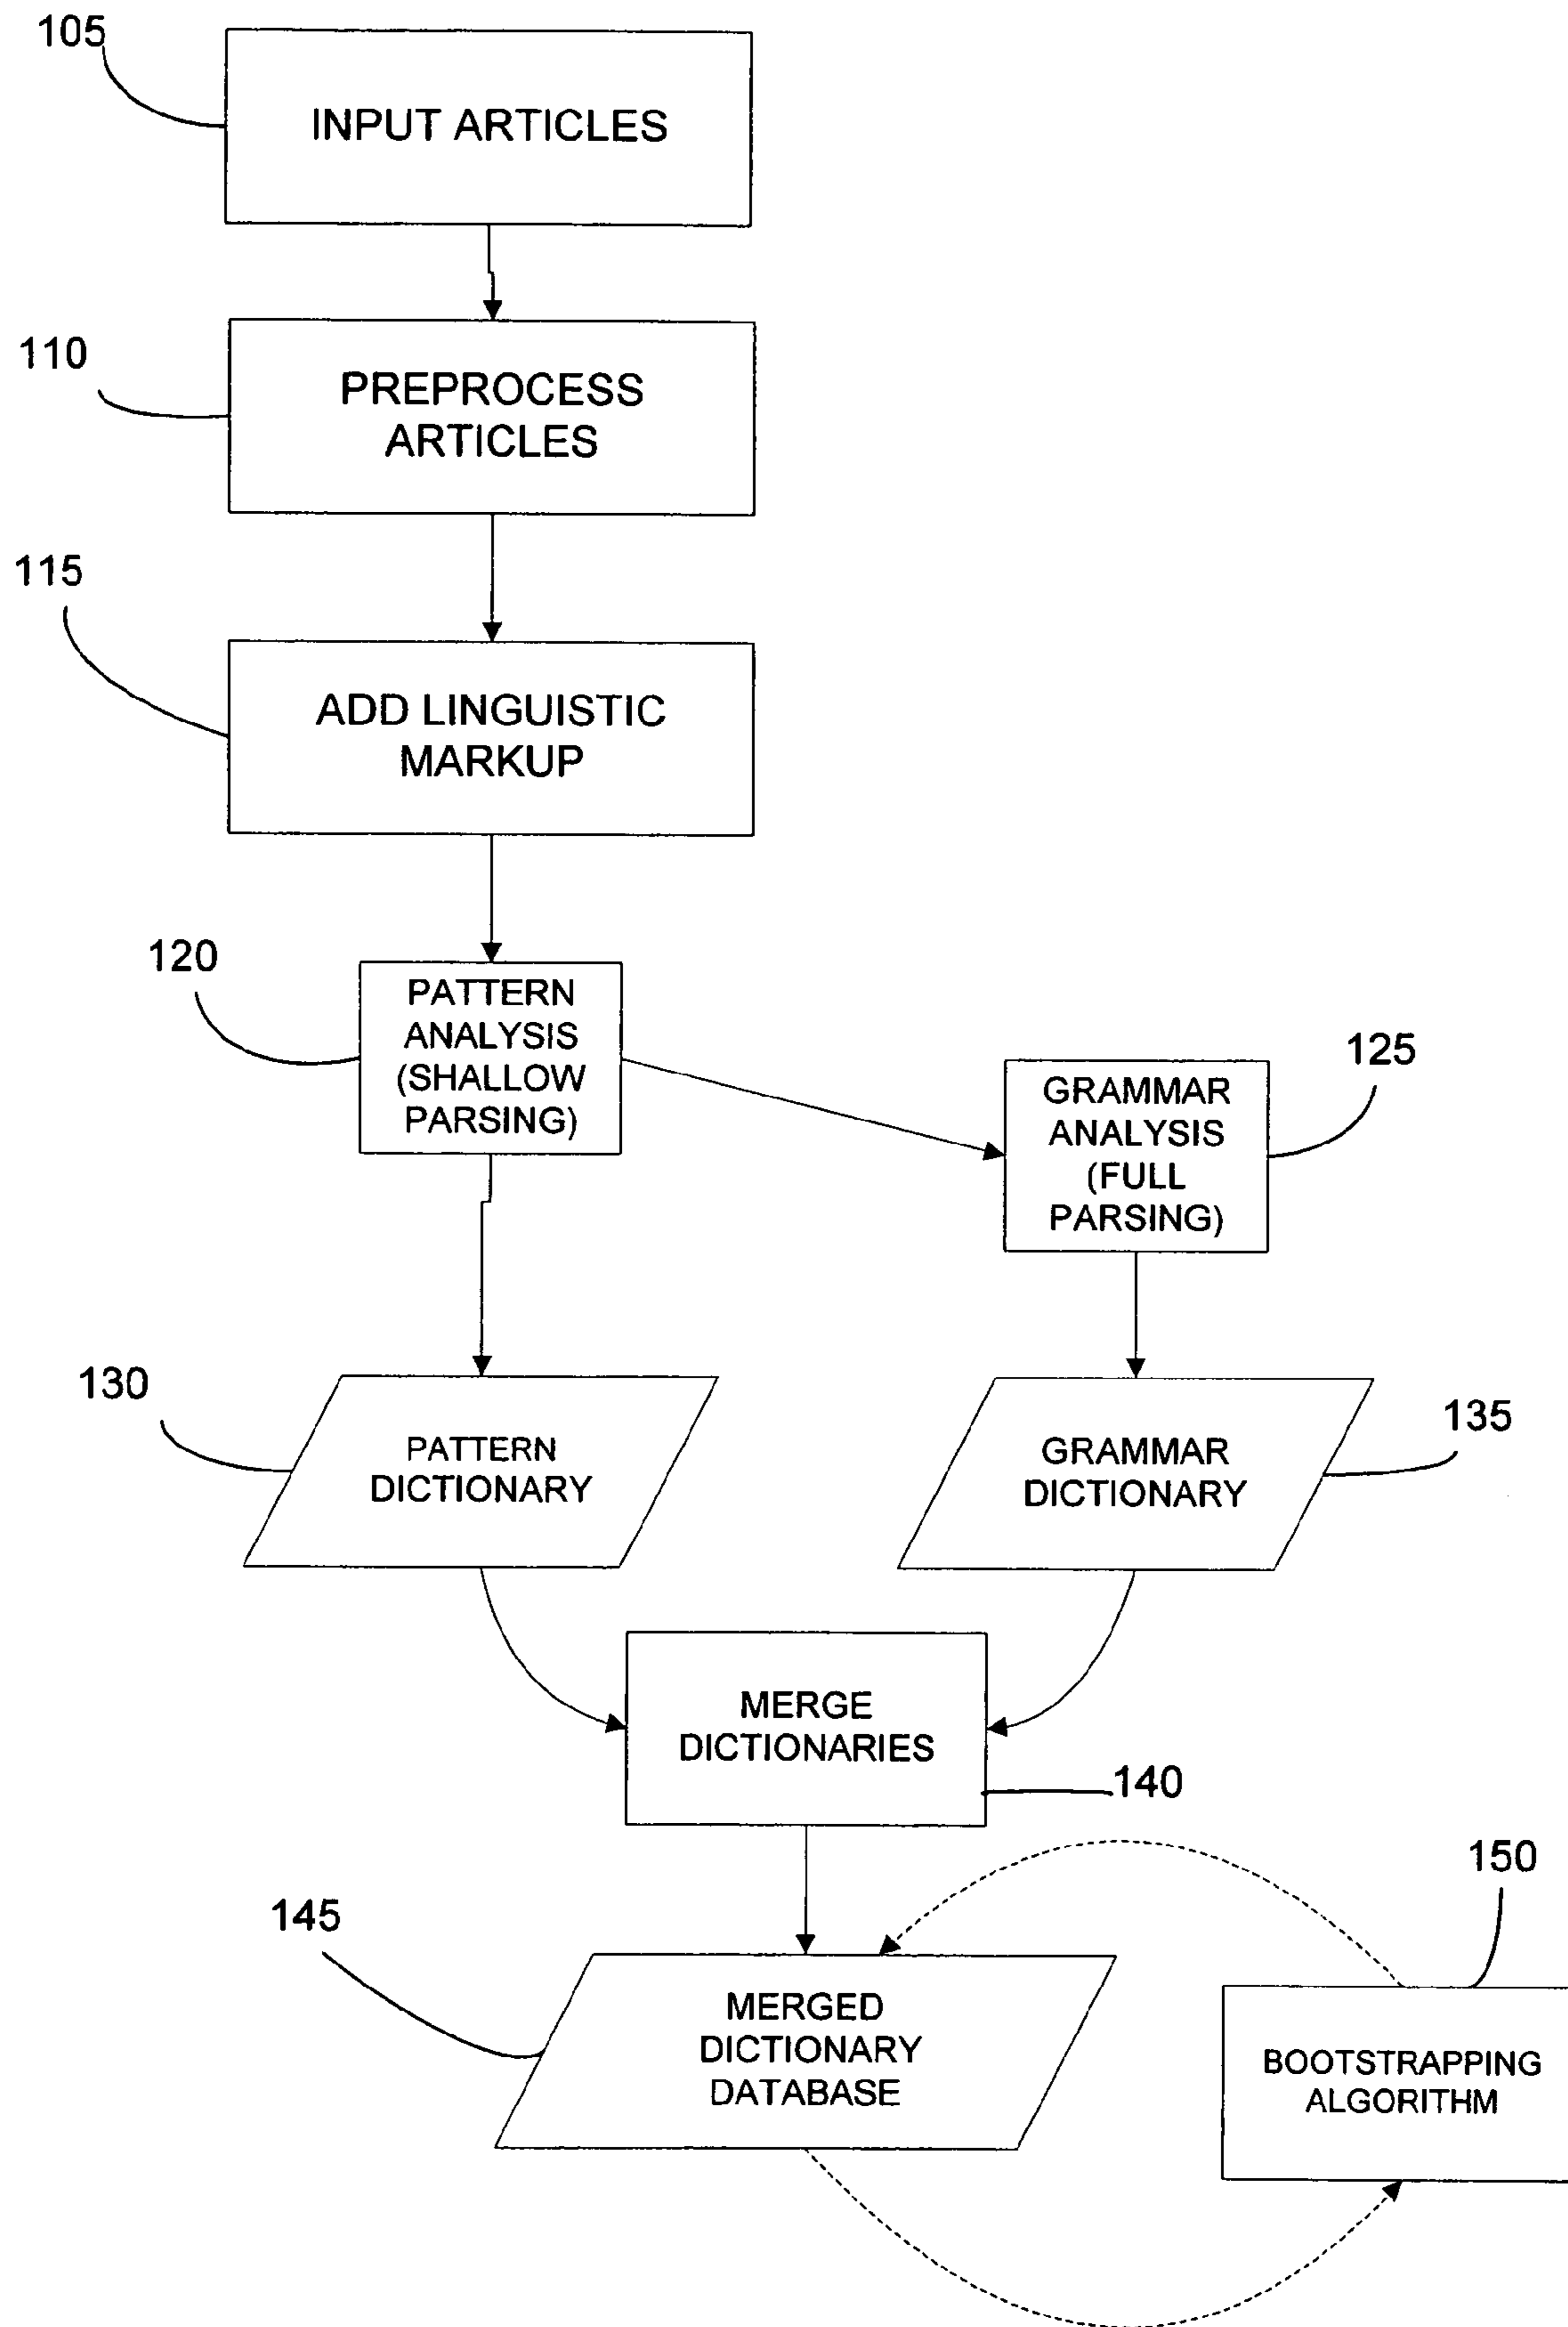 105
INPUT ARTICLES
110
PREPROCESS
ARTICLES
115
ADD LINGUISTIC
MARKUP
120
PATTERN
ANALYSIS
(SHALLOW
PARSING)
125
GRAMMAR
ANALYSIS
(FULL
PARSING)
130
PATTERN
DICTIONARY
135
GRAMMAR
DICTIONARY
MERGE
DICTIONARIES
140
145
MERGED
DICTIONARY
DATABASE
150
BOOTSTRAPPING
ALGORITHM